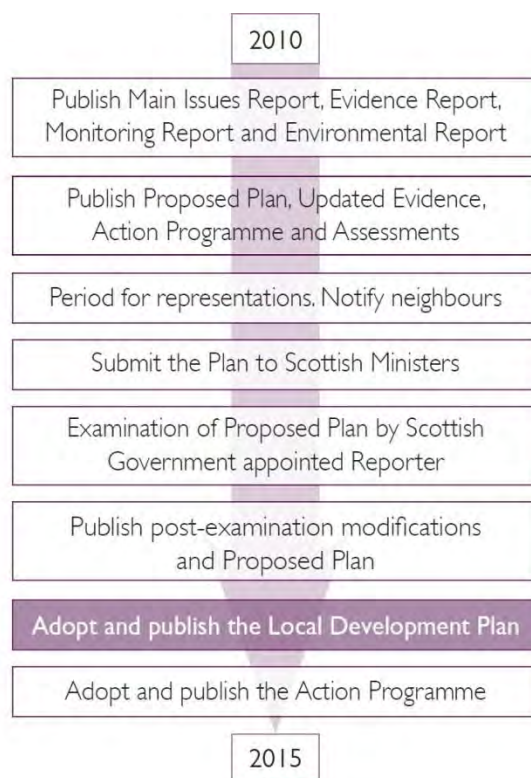 2010
Publish Main Issues Report, Evidence Report,
Monitoring Report and Environmental Report
Publish Proposed Plan, Updated Evidence,
Action Programme and Assessments
Period for representations. Notify neighbours
Submit the Plan to Scottish Ministers
Examination of Proposed Plan by Scottish
Government appointed Reporter
Publish post-examination modifications
and Proposed Plan
Adopt and publish the Local Development Plan
Adopt and publish the Action Programme
2015